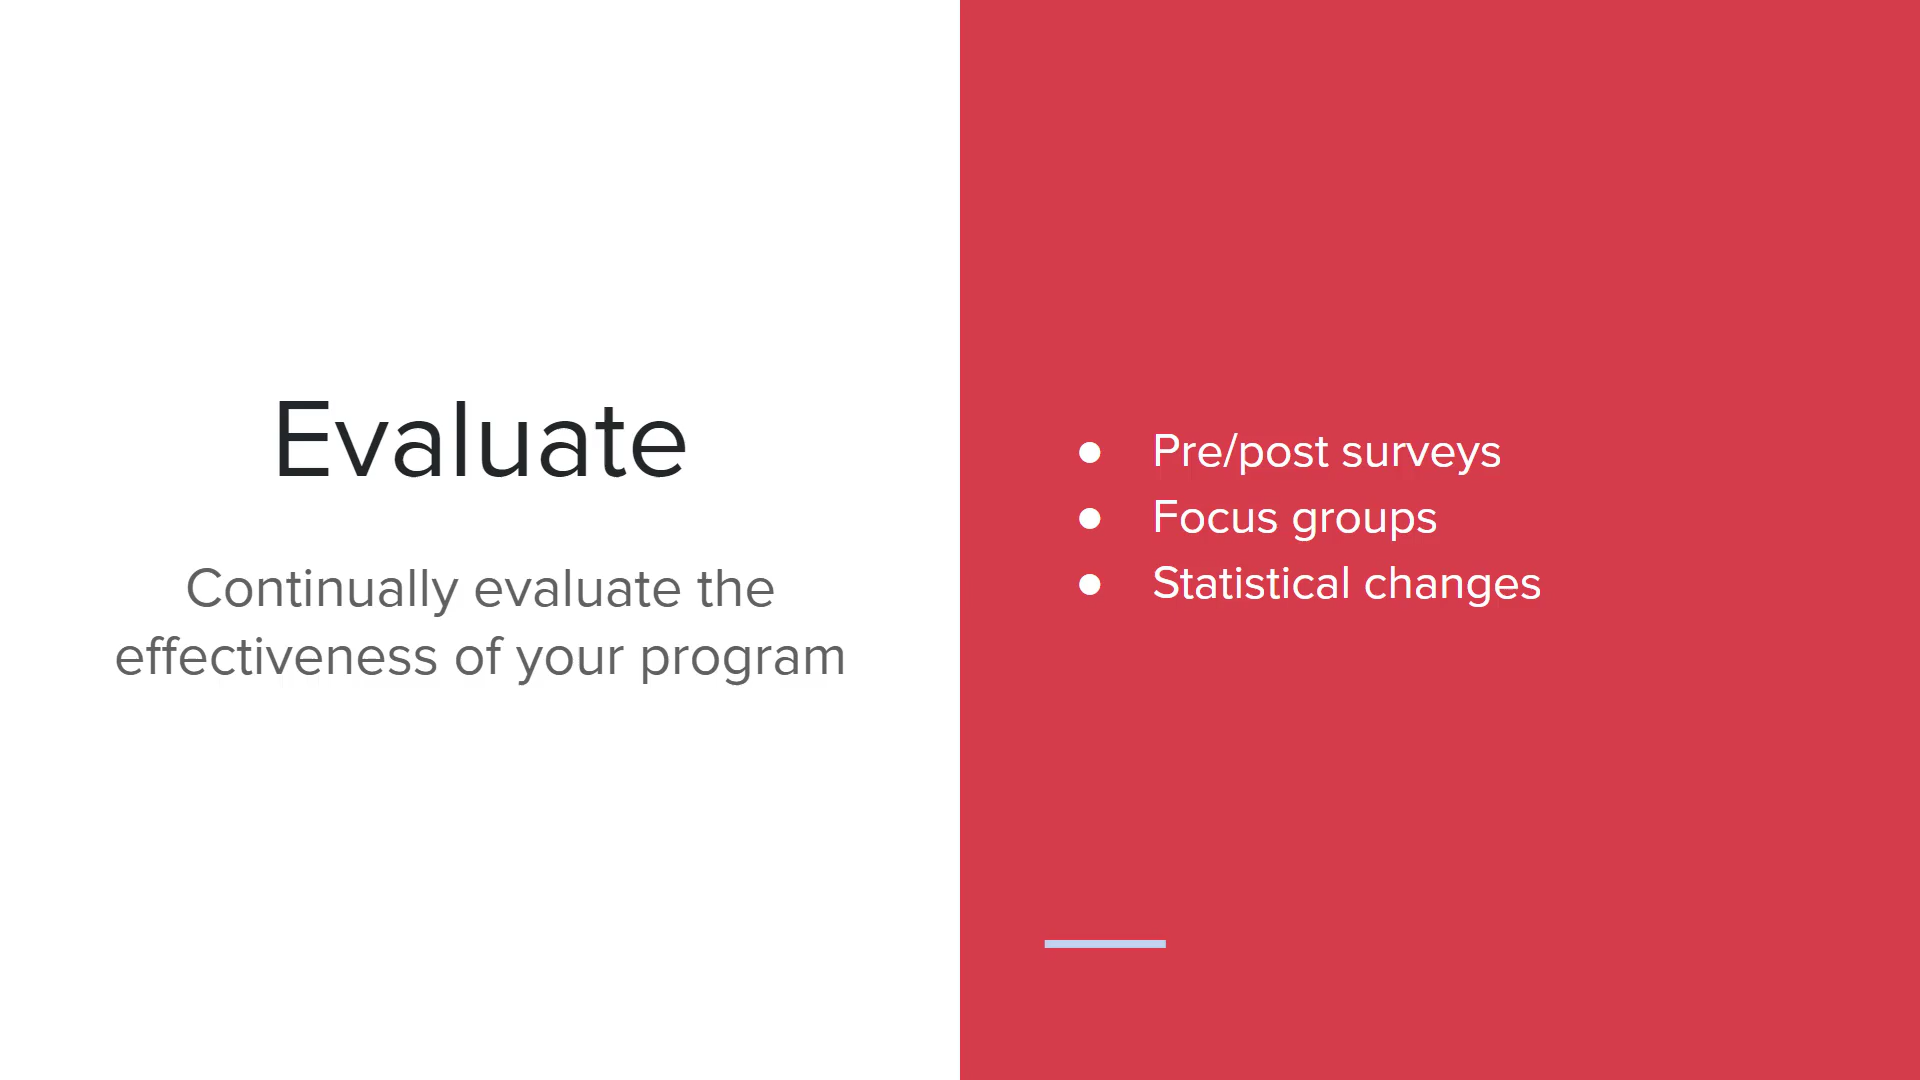 Evaluate
Continually evaluate the
effectiveness of your program
● Pre/post surveys
● Focus groups
● Statistical changes